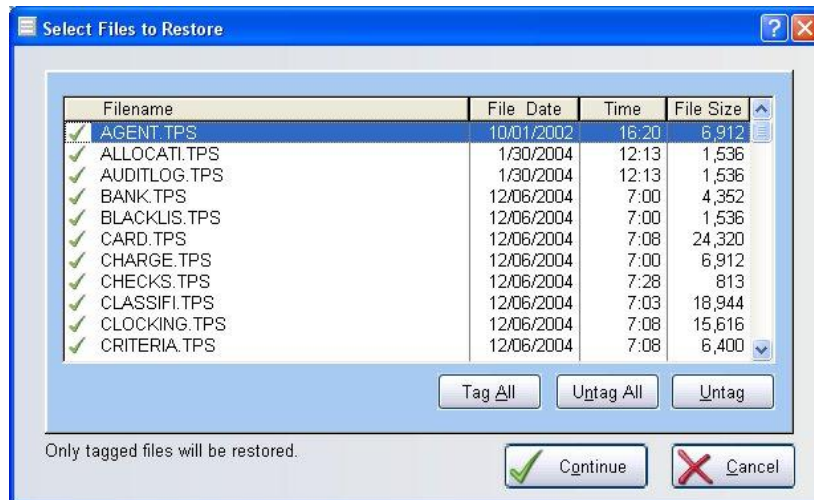 Select Files to Restore
Filename File Date Time File Size
AGENT.TPS 10/01/2002 16:20 6,912
ALLOCATI.TPS 1/30/2004 12:13 1,536
AUDITLOG.TPS 1/30/2004 12:13 1,536
BANK.TPS 12/06/2004 7:00 4,352
BLACKLIS.TPS 12/06/2004 7:00 1,536
CARD.TPS 12/06/2004 7:08 24,320
CHARGE.TPS 12/06/2004 7:00 6,912
CHECKS.TPS 12/06/2004 7:28 813
CLASSIFI.TPS 12/06/2004 7:03 18,944
CLOCKING.TPS 12/06/2004 7:08 15,616
CRITERIA.TPS 12/06/2004 7:08 6,400
Tag All Untag All Untag
Only tagged files will be restored.
Continue Cancel